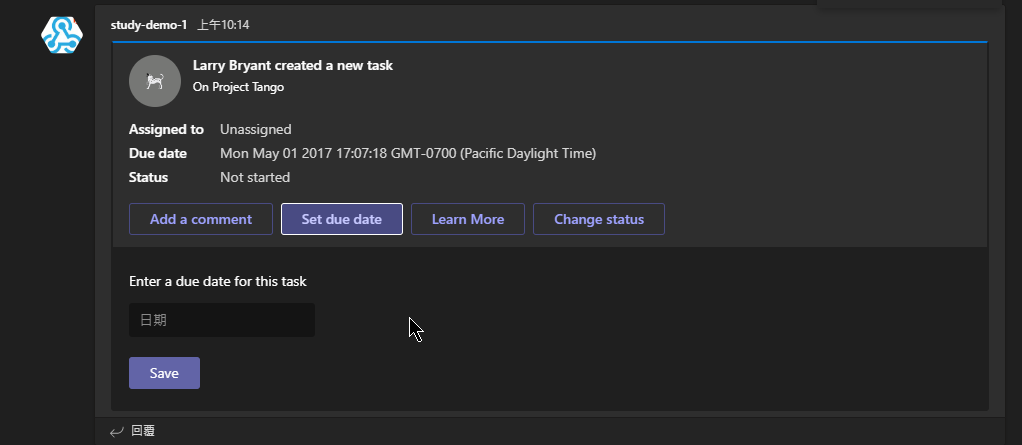 study-demo-1 上午10:14
Larry Bryant created a new task
On Project Tango
Assigned to Unassigned
Due date Mon May 01 2017 17:07:18 GMT-0700 (Pacific Daylight Time)
Status Not started
Add a comment Set due date Learn More Change status
Enter a due date for this task
日期
Save
回覆